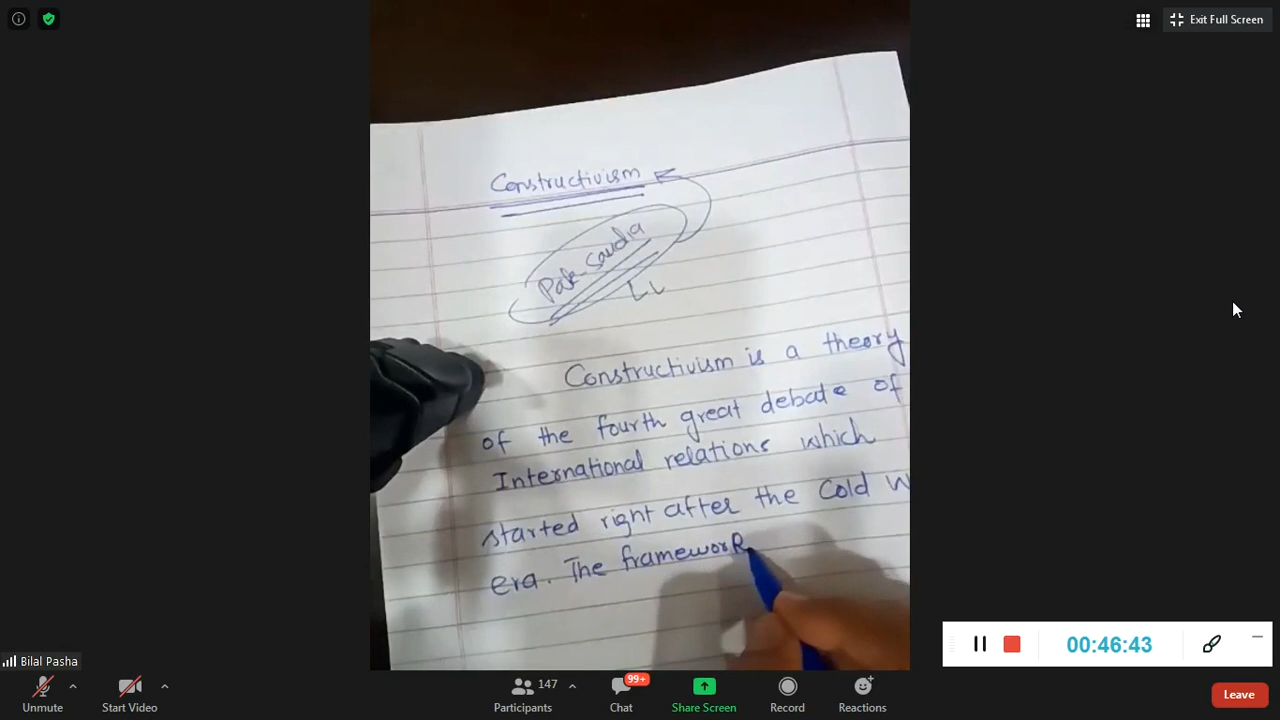 Exit Full Screen
Constructivism
Pak-Saudia
Constructivism is a theory
of the fourth great debate of
International relations which
started right after the Cold W
era. The framework
00:46:43
Bilal Pasha
Unmute
Start Video
147
Participants
99+
Chat
Share Screen
Record
Reactions
Leave